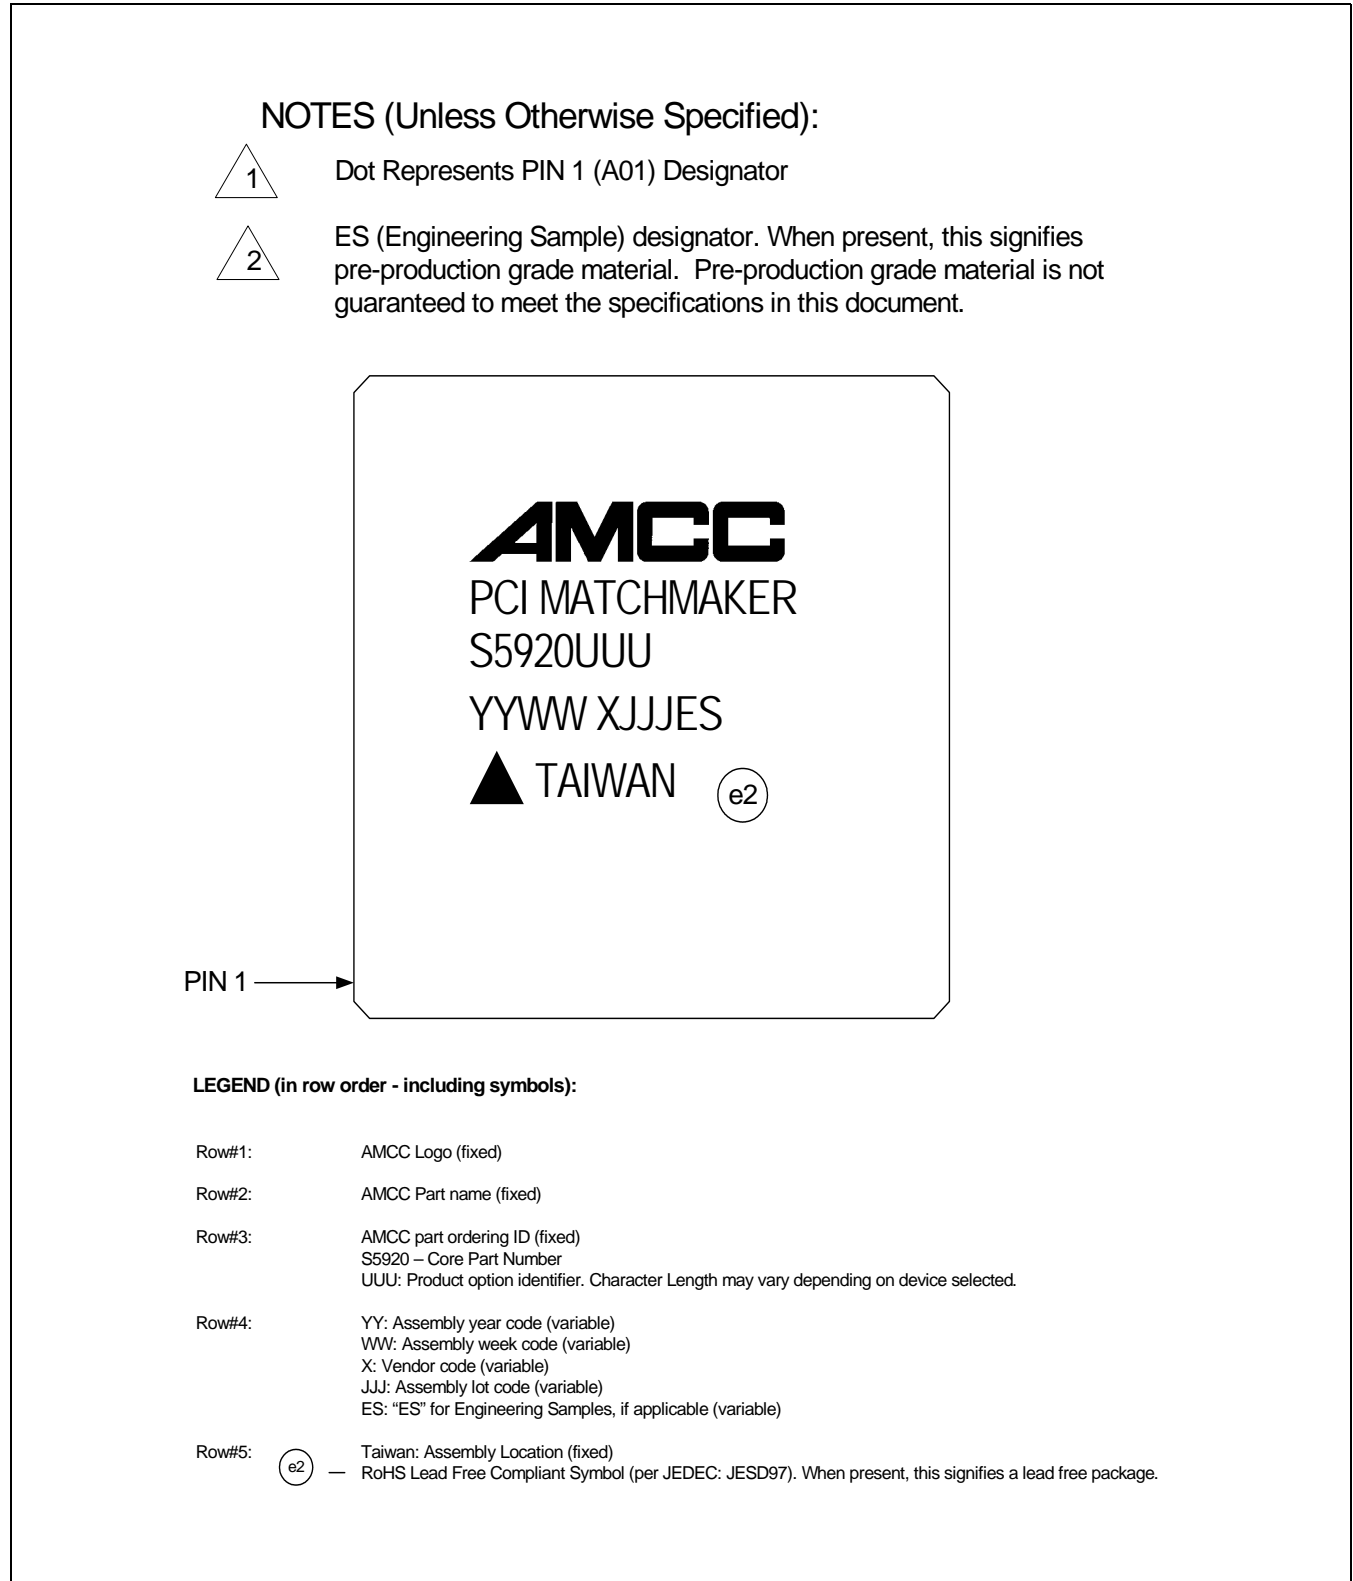 NOTES (Unless Otherwise Specified):
1 Dot Represents PIN 1 (A01) Designator
2 ES (Engineering Sample) designator. When present, this signifies
pre-production grade material. Pre-production grade material is not
guaranteed to meet the specifications in this document.
AMCC
PCI MATCHMAKER
S5920UUU
YYWW XJJJES
TAIWAN e2
PIN 1
LEGEND (in row order - including symbols):
Row#1: AMCC Logo (fixed)
Row#2: AMCC Part name (fixed)
Row#3: AMCC part ordering ID (fixed)
S5920 – Core Part Number
UUU: Product option identifier. Character Length may vary depending on device selected.
Row#4: YY: Assembly year code (variable)
WW: Assembly week code (variable)
X: Vendor code (variable)
JJJ: Assembly lot code (variable)
ES: “ES” for Engineering Samples, if applicable (variable)
Row#5: Taiwan: Assembly Location (fixed)
e2 — RoHS Lead Free Compliant Symbol (per JEDEC: JESD97). When present, this signifies a lead free package.